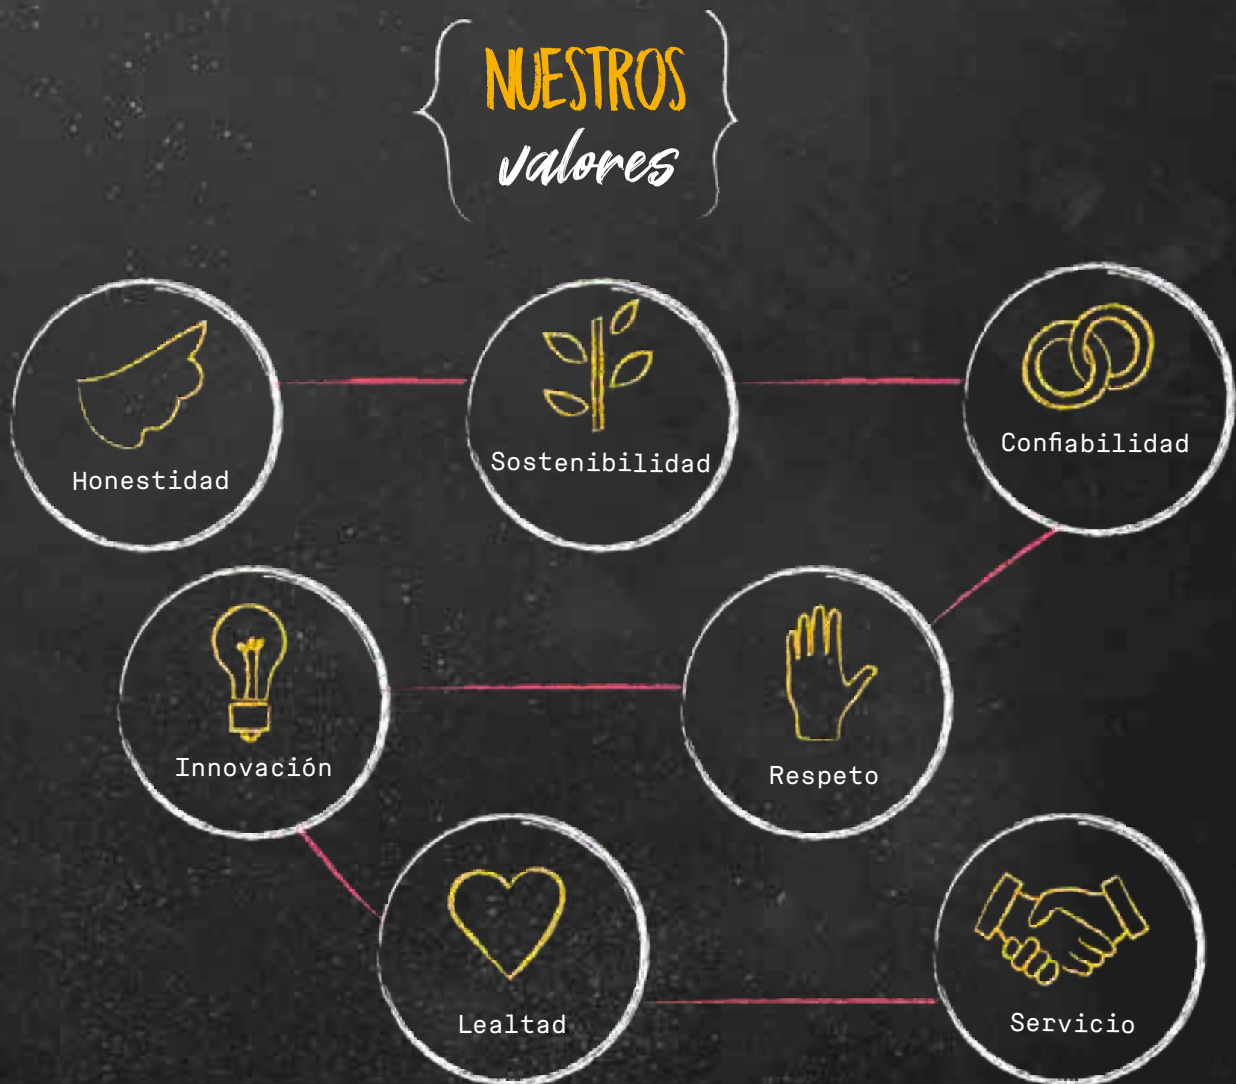 NUESTROS
valores
Honestidad
Sostenibilidad
Confiabilidad
Innovación
Respeto
Lealtad
Servicio